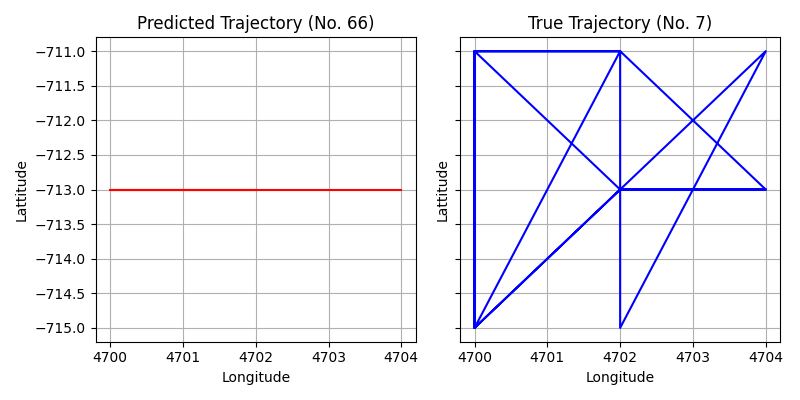 Predicted Trajectory (No. 66)
−711.0
−711.5
−712.0
−712.5
−713.0
−713.5
−714.0
−714.5
−715.0
Lattitude
4700 4701 4702 4703 4704
Longitude
True Trajectory (No. 7)
Lattitude
4700 4701 4702 4703 4704
Longitude